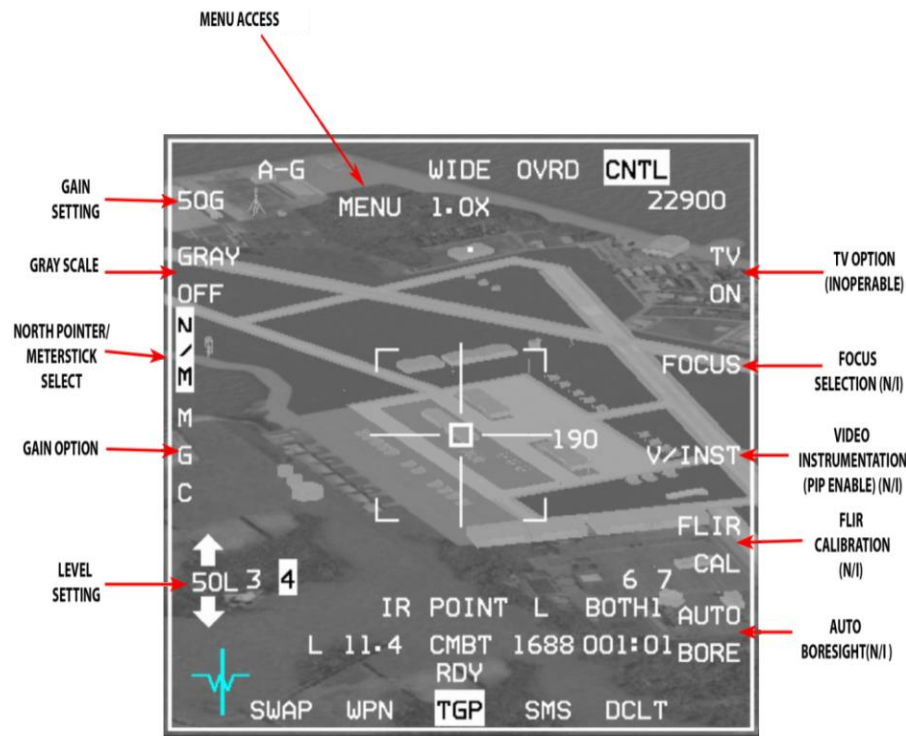 MENU ACCESS
A-G WIDE OVRD CNTL
GAIN
SETTING
50G MENU 1.0X 22900
GRAY SCALE
GRAY
OFF
TV
ON
TV OPTION
(INOPERABLE)
NORTH POINTER/
METERSTICK
SELECT
N
/
M
FOCUS
FOCUS
SELECTION (N/I)
GAIN OPTION
M
G
C
190
V/INST
VIDEO
INSTRUMENTATION
(PIP ENABLE) (N/I)
FLIR
CAL
FLIR
CALIBRATION
(N/I)
LEVEL
SETTING
50L 3 4 6 7
IR POINT L BOTH1
AUTO
BORE
AUTO
BORESIGHT(N/I )
L 11.4 CMBT 1688 001:01
RDY
SWAP WPN TGP SMS DCLT